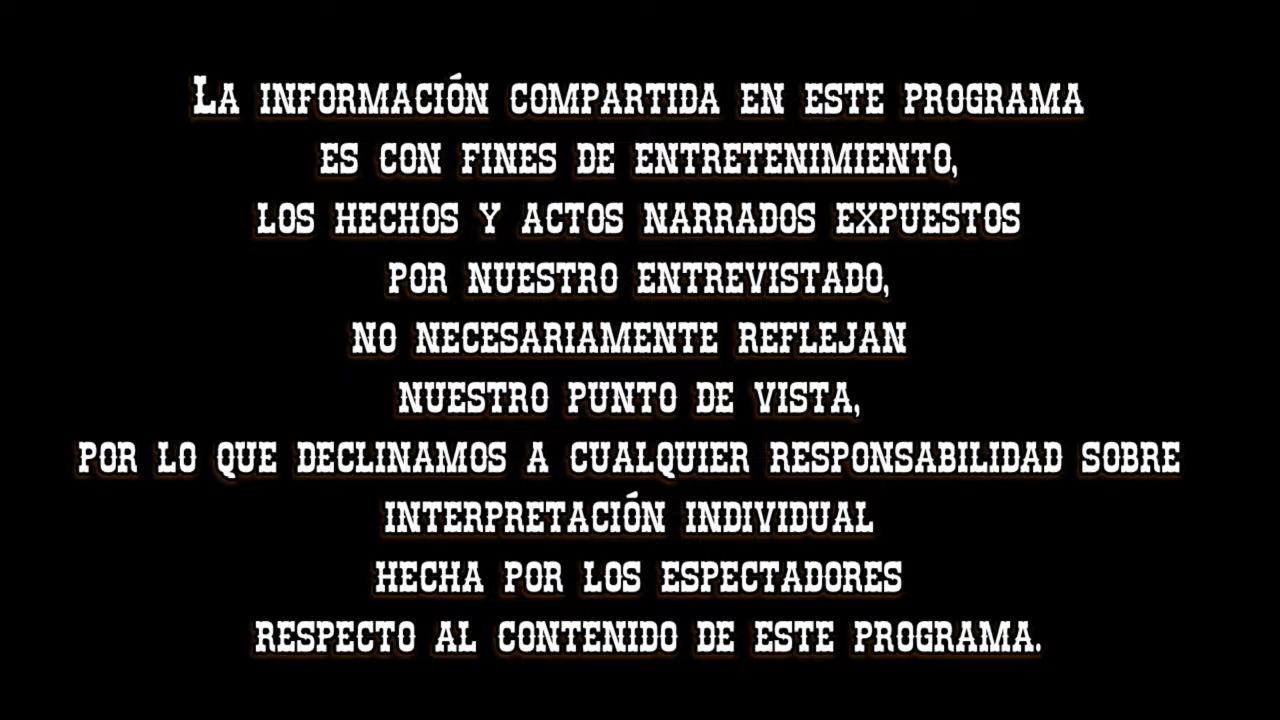 LA INFORMACIÓN COMPARTIDA EN ESTE PROGRAMA
ES CON FINES DE ENTRETENIMIENTO,
LOS HECHOS Y ACTOS NARRADOS EXPUESTOS
POR NUESTRO ENTREVISTADO,
NO NECESARIAMENTE REFLEJAN
NUESTRO PUNTO DE VISTA,
POR LO QUE DECLINAMOS A CUALQUIER RESPONSABILIDAD SOBRE
INTERPRETACIÓN INDIVIDUAL
HECHA POR LOS ESPECTADORES
RESPECTO AL CONTENIDO DE ESTE PROGRAMA.